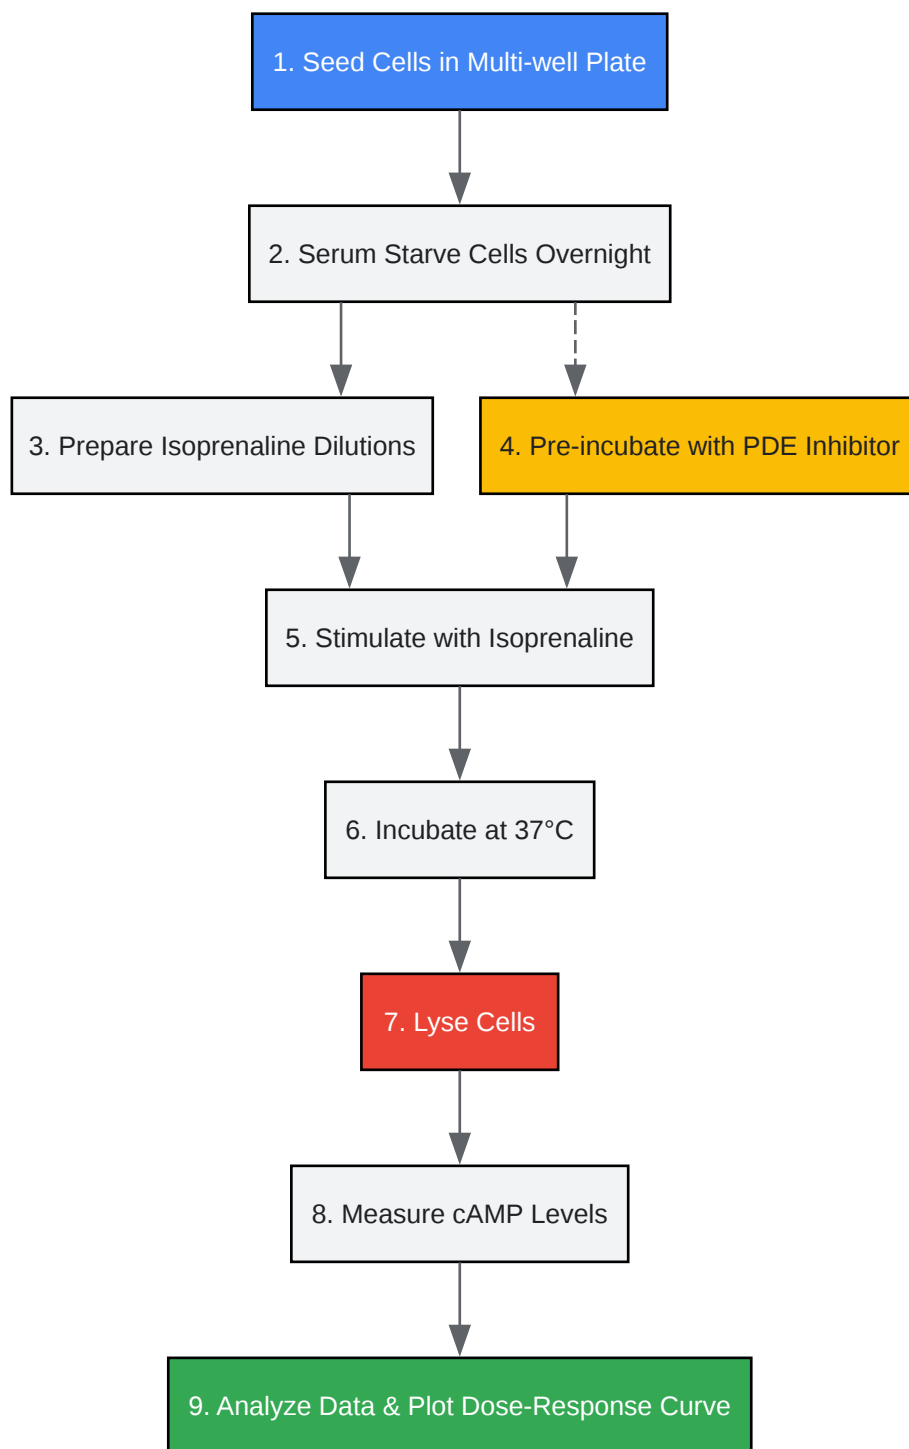 1. Seed Cells in Multi-well Plate
2. Serum Starve Cells Overnight
3. Prepare Isoprenaline Dilutions
4. Pre-incubate with PDE Inhibitor
5. Stimulate with Isoprenaline
6. Incubate at 37°C
7. Lyse Cells
8. Measure cAMP Levels
9. Analyze Data & Plot Dose-Response Curve